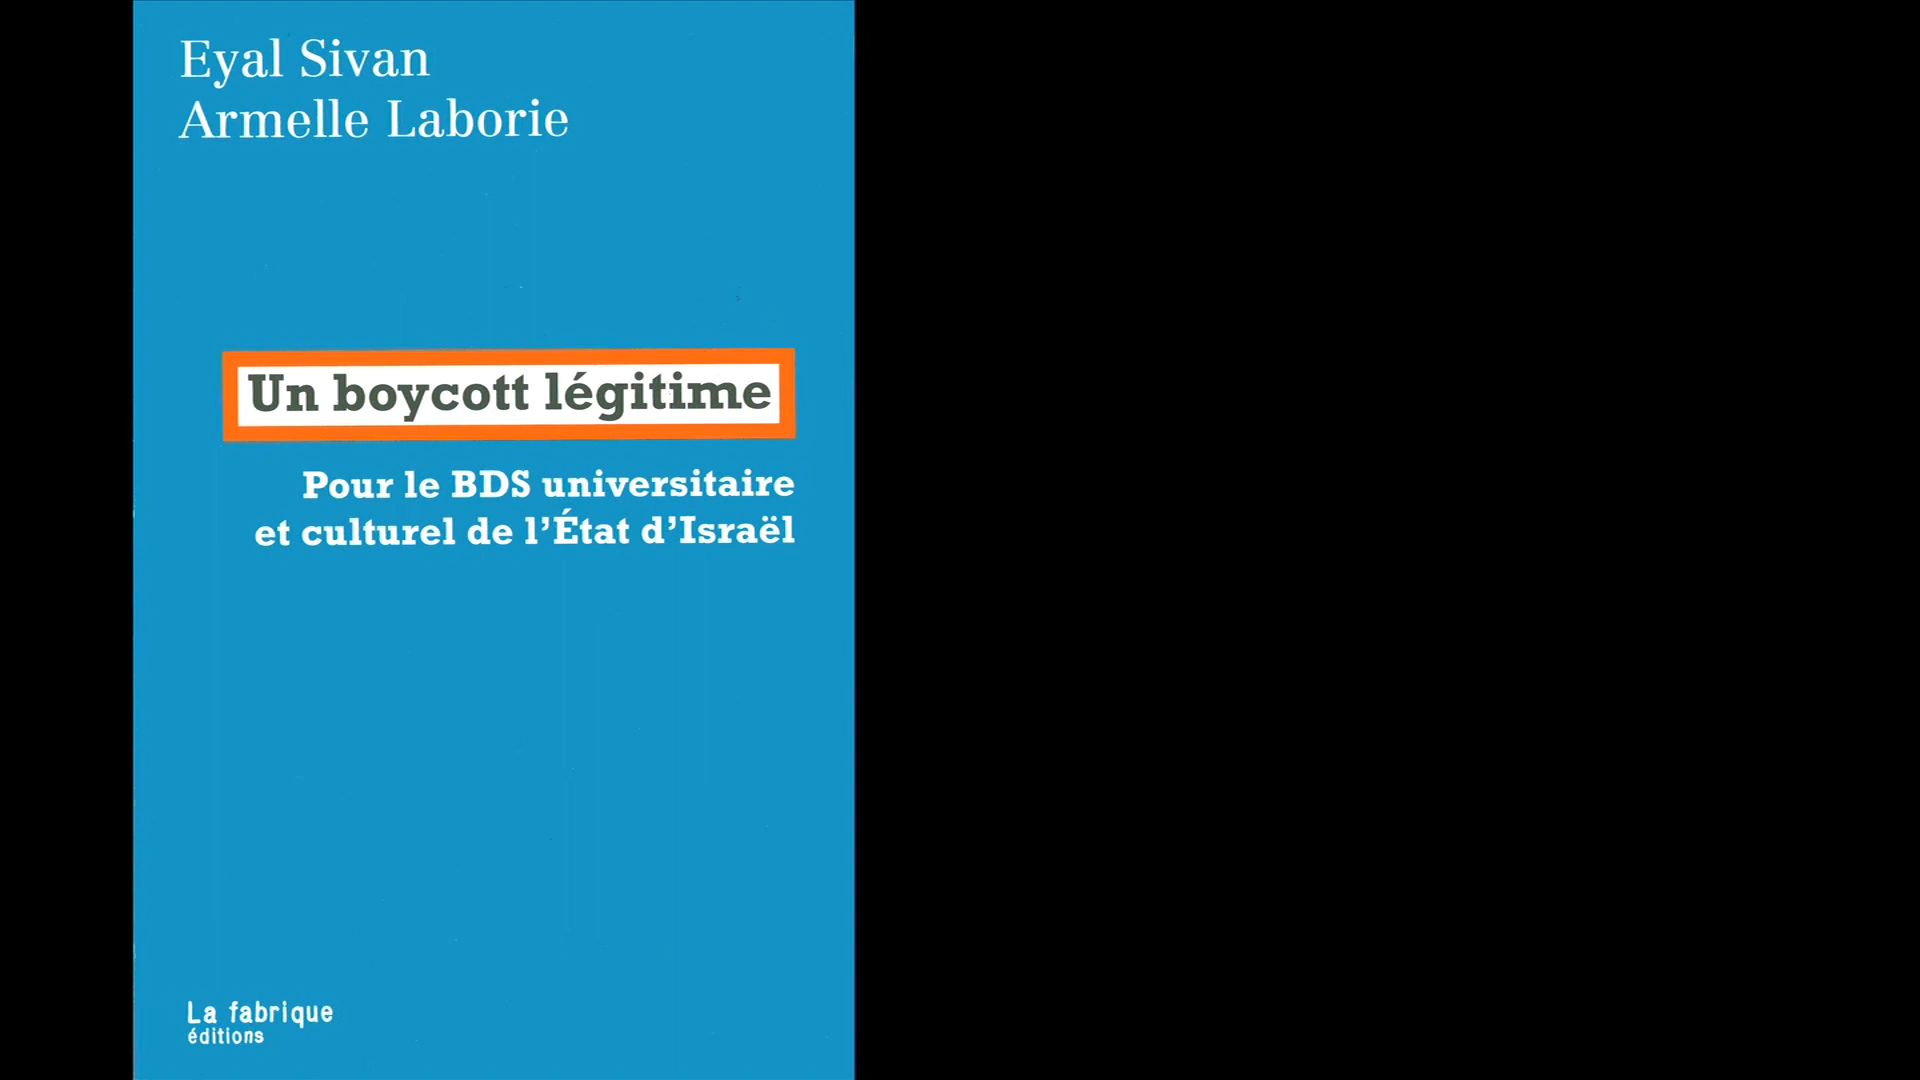 Eyal Sivan
Armelle Laborie
Un boycott légitime
Pour le BDS universitaire
et culturel de l’État d’Israël
La fabrique
éditions